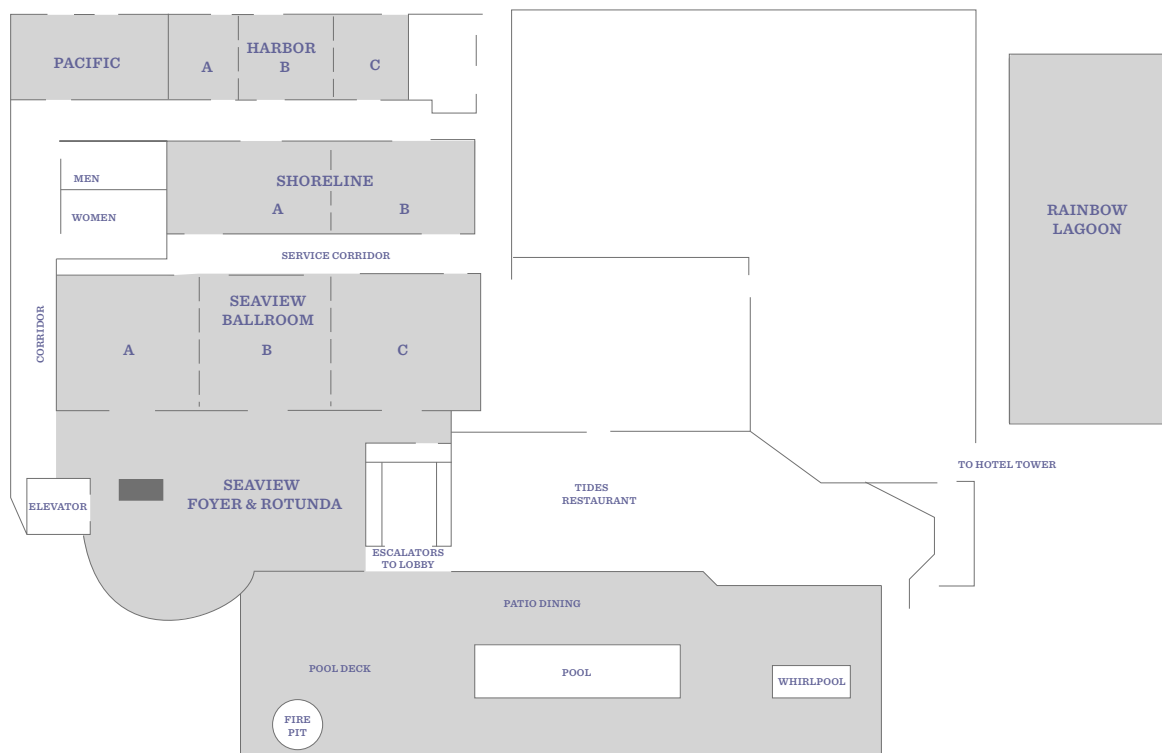 PACIFIC
HARBOR
A
B
C
MEN
WOMEN
SHORELINE
A
B
RAINBOW
LAGOON
SERVICE CORRIDOR
CORRIDOR
SEAVIEW
BALLROOM
A
B
C
TO HOTEL TOWER
ELEVATOR
SEAVIEW
FOYER & ROTUNDA
TIDES
RESTAURANT
ESCALATORS
TO LOBBY
PATIO DINING
POOL DECK
POOL
WHIRLPOOL
FIRE
PIT